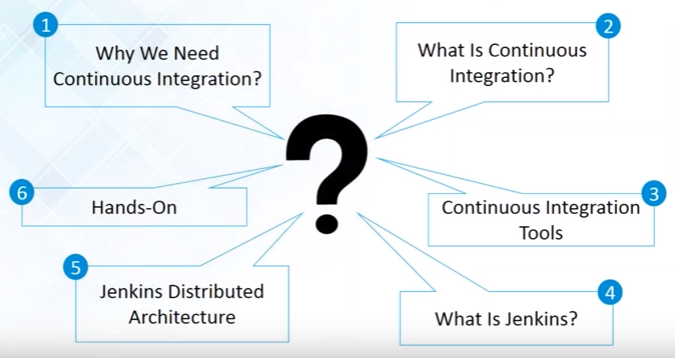 1
Why We Need
Continuous Integration?
2
What Is Continuous
Integration?
3
Continuous Integration
Tools
4
What Is Jenkins?
5
Jenkins Distributed
Architecture
6
Hands-On
?